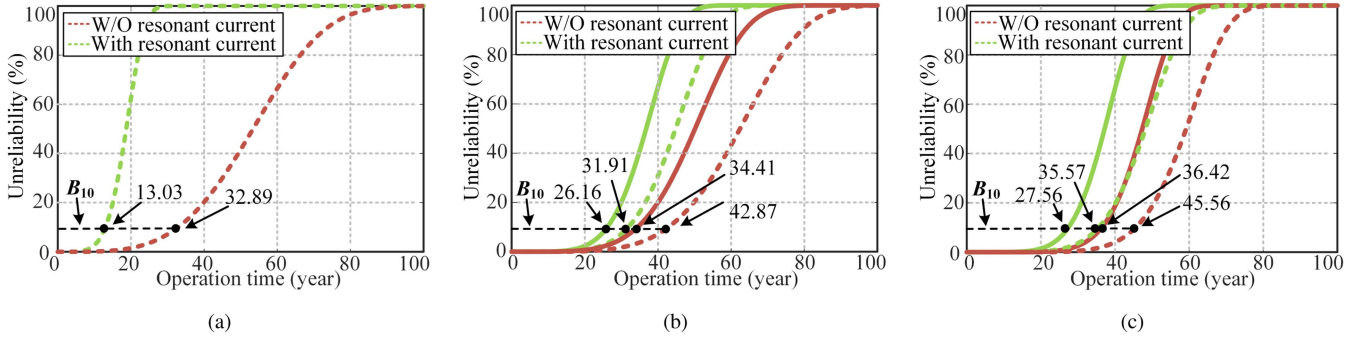 100
80
60
40
20
0
Unreliability (%)
W/O resonant current
With resonant current
B10
13.03
32.89
0 20 40 60 80 100
Operation time (year)
(a)
100
80
60
40
20
0
Unreliability (%)
W/O resonant current
With resonant current
B10
31.91
26.16
34.41
42.87
0 20 40 60 80 100
Operation time (year)
(b)
100
80
60
40
20
0
Unreliability (%)
W/O resonant current
With resonant current
B10
35.57
27.56
36.42
45.56
0 20 40 60 80 100
Operation time (year)
(c)